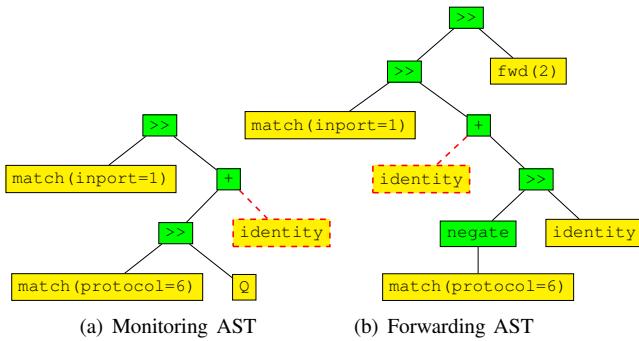 >>
>>
fwd(2)
>>
match(inport=1)
+
match(inport=1)
+
identity
>>
>>
identity
negate
identity
match(protocol=6)
Q
match(protocol=6)
(a) Monitoring AST
(b) Forwarding AST